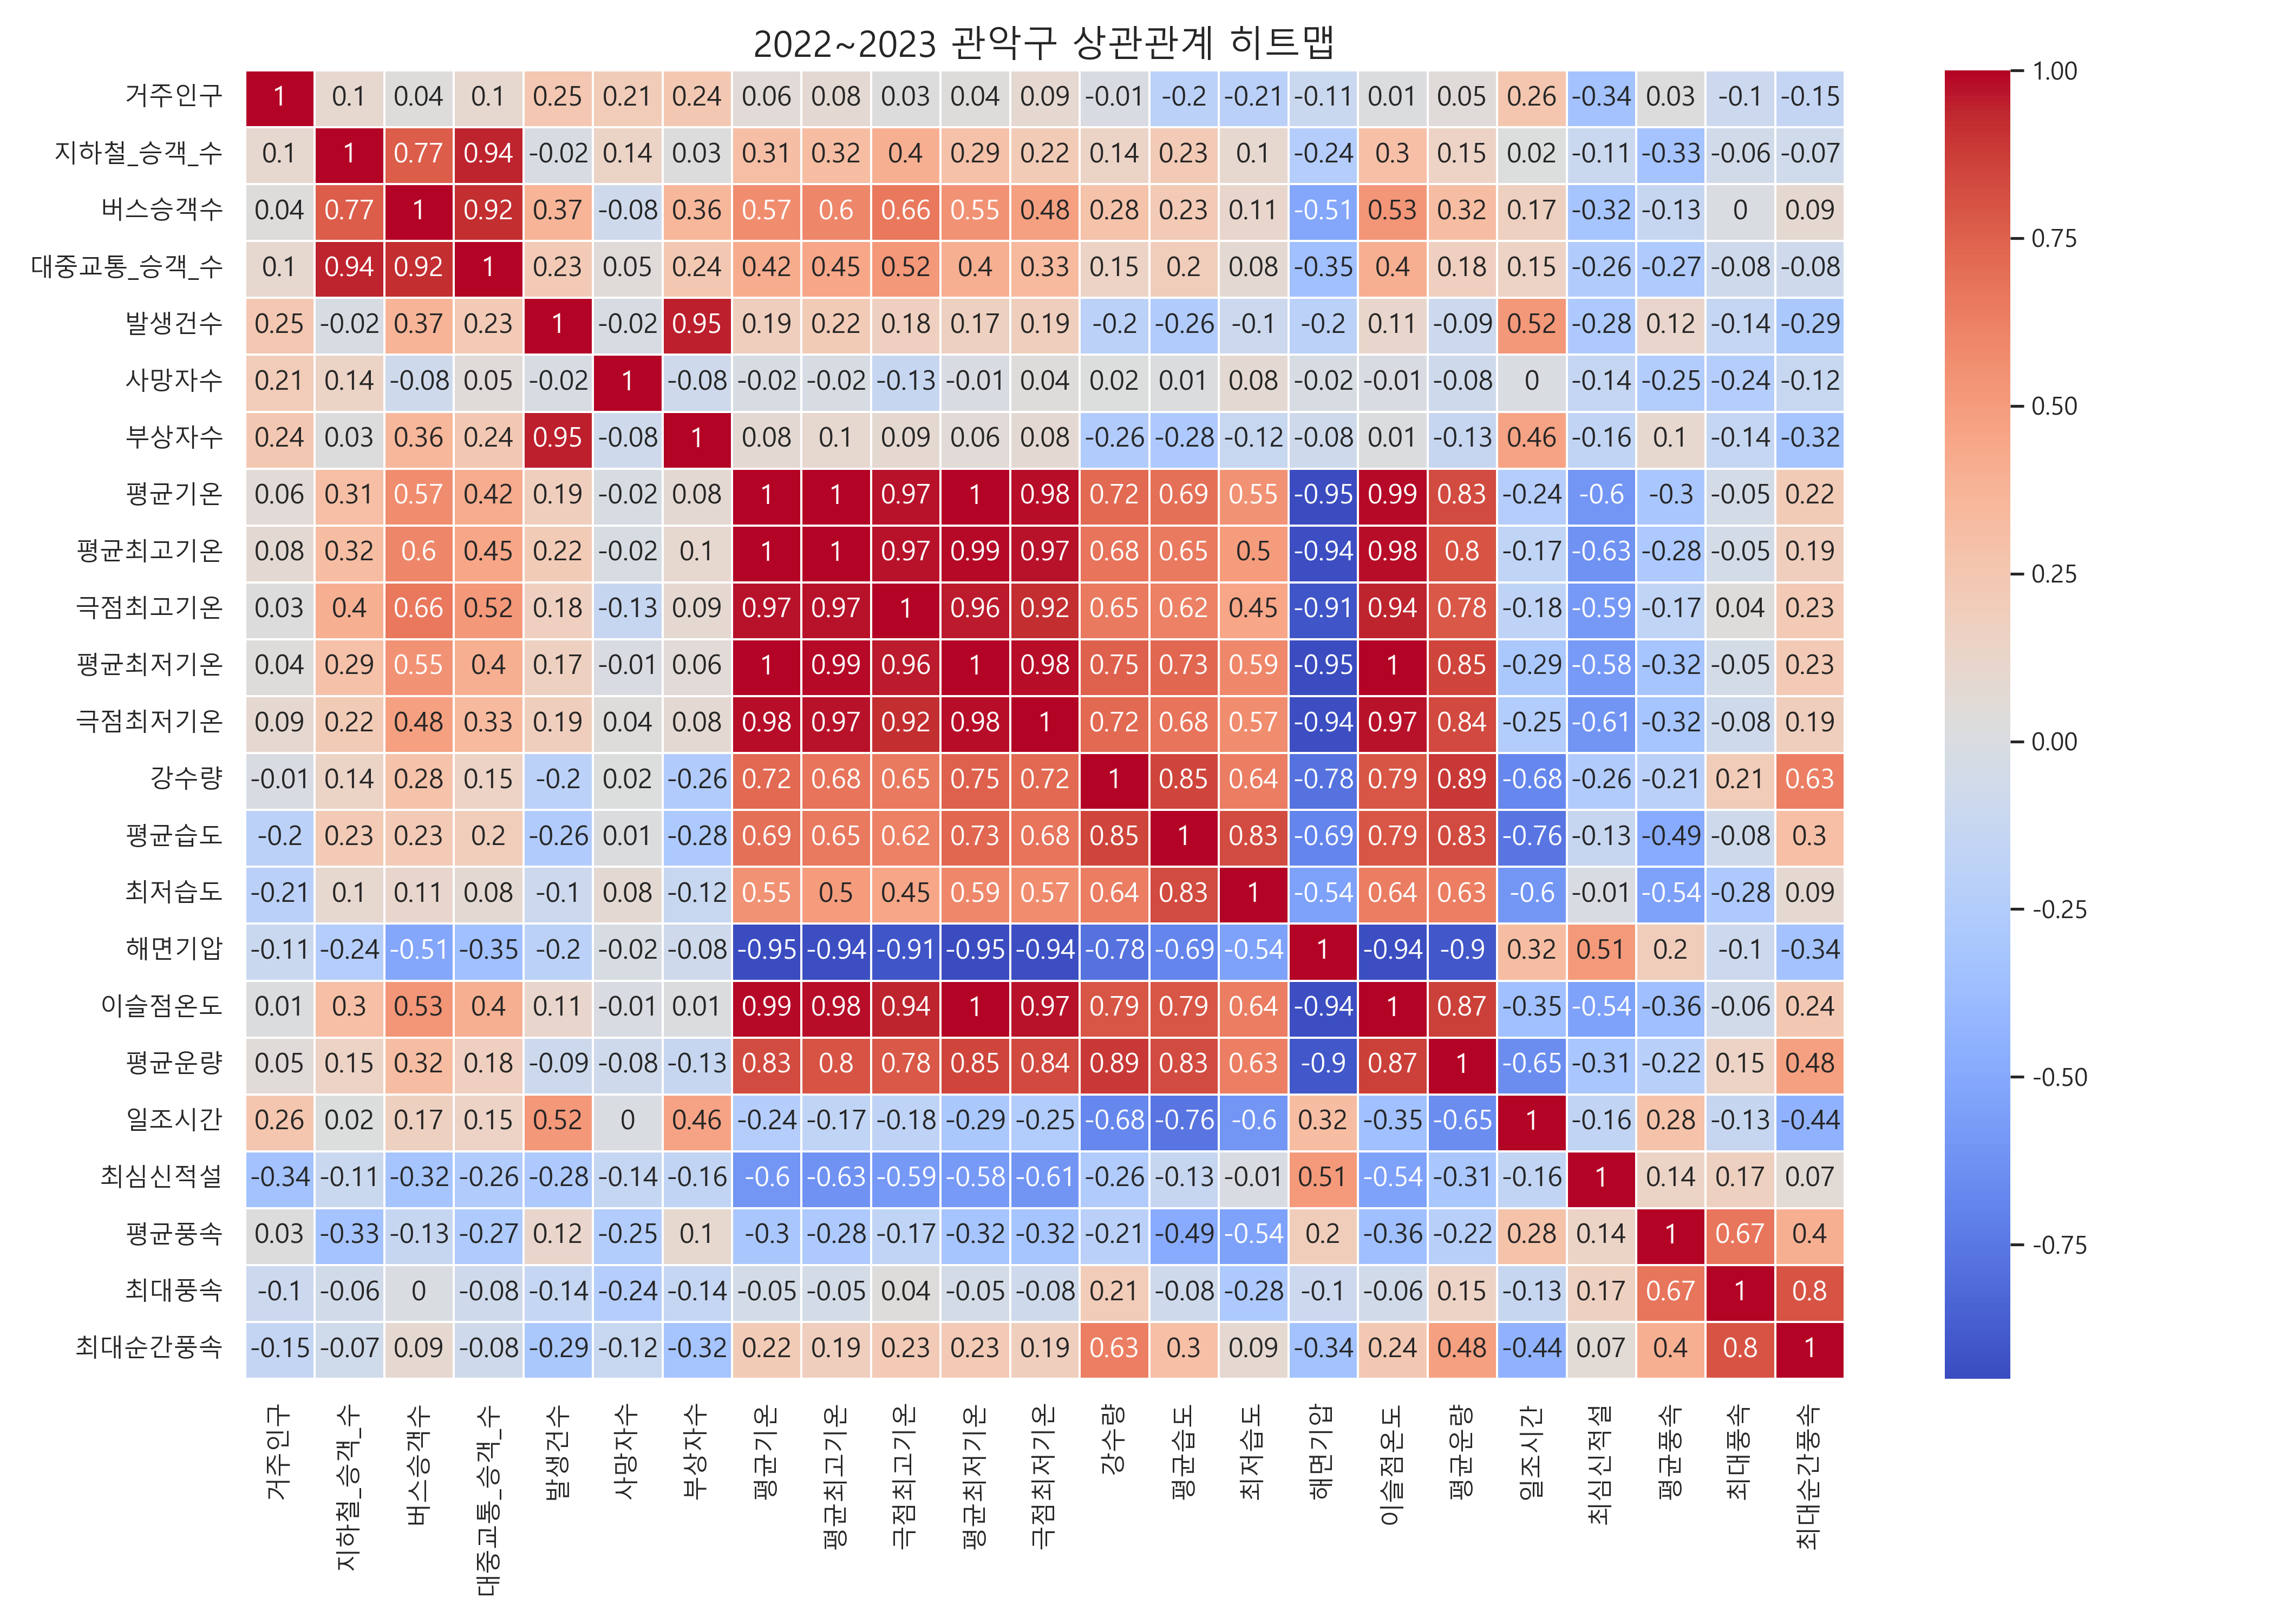 2022~2023 관악구 상관관계 히트맵
거주인구 1 0.1 0.04 0.1 0.25 0.21 0.24 0.06 0.08 0.03 0.04 0.09 -0.01 -0.2 -0.21 -0.11 0.01 0.05 0.26 -0.34 0.03 -0.1 -0.15
지하철_승객_수 0.1 1 0.77 0.94 -0.02 0.14 0.03 0.31 0.32 0.4 0.29 0.22 0.14 0.23 0.1 -0.24 0.3 0.15 0.02 -0.11 -0.33 -0.06 -0.07
버스승객수 0.04 0.77 1 0.92 0.37 -0.08 0.36 0.57 0.6 0.66 0.55 0.48 0.28 0.23 0.11 -0.51 0.53 0.32 0.17 -0.32 -0.13 0 0.09
대중교통_승객_수 0.1 0.94 0.92 1 0.23 0.05 0.24 0.42 0.45 0.52 0.4 0.33 0.15 0.2 0.08 -0.35 0.4 0.18 0.15 -0.26 -0.27 -0.08 -0.08
발생건수 0.25 -0.02 0.37 0.23 1 -0.02 0.95 0.19 0.22 0.18 0.17 0.19 -0.2 -0.26 -0.1 -0.2 0.11 -0.09 0.52 -0.28 0.12 -0.14 -0.29
사망자수 0.21 0.14 -0.08 0.05 -0.02 1 -0.08 -0.02 -0.02 -0.13 -0.01 0.04 0.02 0.01 0.08 -0.02 -0.01 -0.08 0 -0.14 -0.25 -0.24 -0.12
부상자수 0.24 0.03 0.36 0.24 0.95 -0.08 1 0.08 0.1 0.09 0.06 0.08 -0.26 -0.28 -0.12 -0.08 0.01 -0.13 0.46 -0.16 0.1 -0.14 -0.32
평균기온 0.06 0.31 0.57 0.42 0.19 -0.02 0.08 1 1 0.97 1 0.98 0.72 0.69 0.55 -0.95 0.99 0.83 -0.24 -0.6 -0.3 -0.05 0.22
평균최고기온 0.08 0.32 0.6 0.45 0.22 -0.02 0.1 1 1 0.97 0.99 0.97 0.68 0.65 0.5 -0.94 0.98 0.8 -0.17 -0.63 -0.28 -0.05 0.19
극점최고기온 0.03 0.4 0.66 0.52 0.18 -0.13 0.09 0.97 0.97 1 0.96 0.92 0.65 0.62 0.45 -0.91 0.94 0.78 -0.18 -0.59 -0.17 0.04 0.23
평균최저기온 0.04 0.29 0.55 0.4 0.17 -0.01 0.06 1 0.99 0.96 1 0.98 0.75 0.73 0.59 -0.95 1 0.85 -0.29 -0.58 -0.32 -0.05 0.23
극점최저기온 0.09 0.22 0.48 0.33 0.19 0.04 0.08 0.98 0.97 0.92 0.98 1 0.72 0.68 0.57 -0.94 0.97 0.84 -0.25 -0.61 -0.32 -0.08 0.19
강수량 -0.01 0.14 0.28 0.15 -0.2 0.02 -0.26 0.72 0.68 0.65 0.75 0.72 1 0.85 0.64 -0.78 0.79 0.89 -0.68 -0.26 -0.21 0.21 0.63
평균습도 -0.2 0.23 0.23 0.2 -0.26 0.01 -0.28 0.69 0.65 0.62 0.73 0.68 0.85 1 0.83 -0.69 0.79 0.83 -0.76 -0.13 -0.49 -0.08 0.3
최저습도 -0.21 0.1 0.11 0.08 -0.1 0.08 -0.12 0.55 0.5 0.45 0.59 0.57 0.64 0.83 1 -0.54 0.64 0.63 -0.6 -0.01 -0.54 -0.28 0.09
해면기압 -0.11 -0.24 -0.51 -0.35 -0.2 -0.02 -0.08 -0.95 -0.94 -0.91 -0.95 -0.94 -0.78 -0.69 -0.54 1 -0.94 -0.9 0.32 0.51 0.2 -0.1 -0.34
이슬점온도 0.01 0.3 0.53 0.4 0.11 -0.01 0.01 0.99 0.98 0.94 1 0.97 0.79 0.79 0.64 -0.94 1 0.87 -0.35 -0.54 -0.36 -0.06 0.24
평균운량 0.05 0.15 0.32 0.18 -0.09 -0.08 -0.13 0.83 0.8 0.78 0.85 0.84 0.89 0.83 0.63 -0.9 0.87 1 -0.65 -0.31 -0.22 0.15 0.48
일조시간 0.26 0.02 0.17 0.15 0.52 0 0.46 -0.24 -0.17 -0.18 -0.29 -0.25 -0.68 -0.76 -0.6 0.32 -0.35 -0.65 1 -0.16 0.28 -0.13 -0.44
최심신적설 -0.34 -0.11 -0.32 -0.26 -0.28 -0.14 -0.16 -0.6 -0.63 -0.59 -0.58 -0.61 -0.26 -0.13 -0.01 0.51 -0.54 -0.31 -0.16 1 0.14 0.17 0.07
평균풍속 0.03 -0.33 -0.13 -0.27 0.12 -0.25 0.1 -0.3 -0.28 -0.17 -0.32 -0.32 -0.21 -0.49 -0.54 0.2 -0.36 -0.22 0.28 0.14 1 0.67 0.4
최대풍속 -0.1 -0.06 0 -0.08 -0.14 -0.24 -0.14 -0.05 -0.05 0.04 -0.05 -0.08 0.21 -0.08 -0.28 -0.1 -0.06 0.15 -0.13 0.17 0.67 1 0.8
최대순간풍속 -0.15 -0.07 0.09 -0.08 -0.29 -0.12 -0.32 0.22 0.19 0.23 0.23 0.19 0.63 0.3 0.09 -0.34 0.24 0.48 -0.44 0.07 0.4 0.8 1
거주인구
지하철_승객_수
버스승객수
대중교통_승객_수
발생건수
사망자수
부상자수
평균기온
평균최고기온
극점최고기온
평균최저기온
극점최저기온
강수량
평균습도
최저습도
해면기압
이슬점온도
평균운량
일조시간
최심신적설
평균풍속
최대풍속
최대순간풍속
1.00
0.75
0.50
0.25
0.00
-0.25
-0.50
-0.75